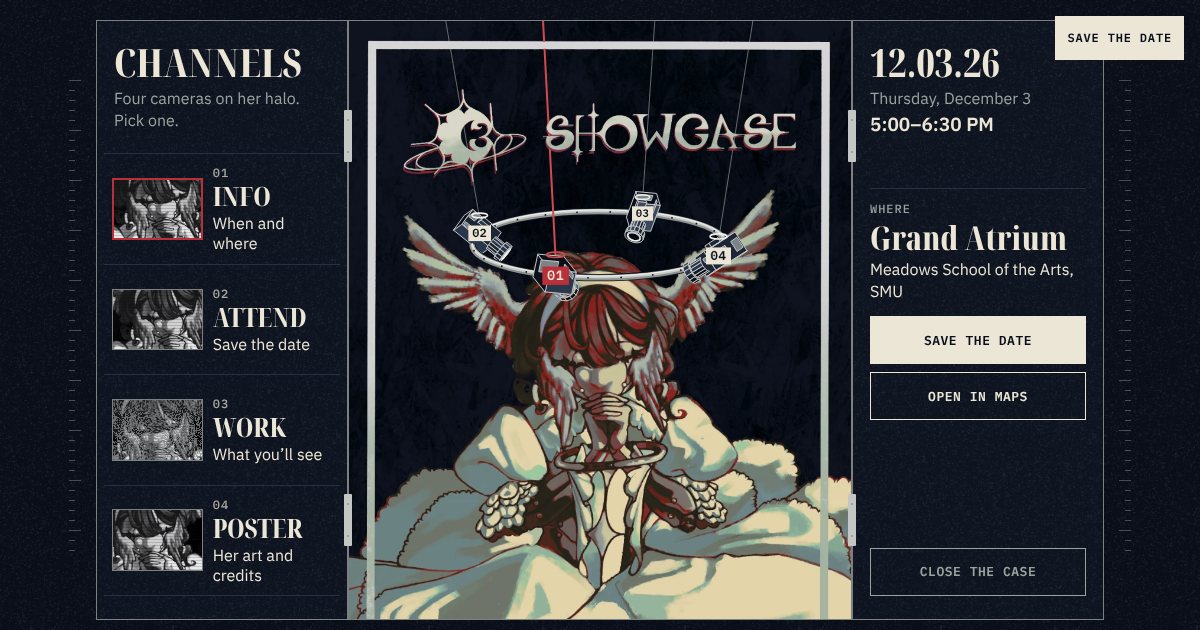 CHANNELS
Four cameras on her halo.
Pick one.
01
INFO
When and
where
02
ATTEND
Save the date
03
WORK
What you’ll see
04
POSTER
Her art and
credits
C3 SHOWCASE
02
03
04
01
SAVE THE DATE
12.03.26
Thursday, December 3
5:00–6:30 PM
WHERE
Grand Atrium
Meadows School of the Arts,
SMU
SAVE THE DATE
OPEN IN MAPS
CLOSE THE CASE